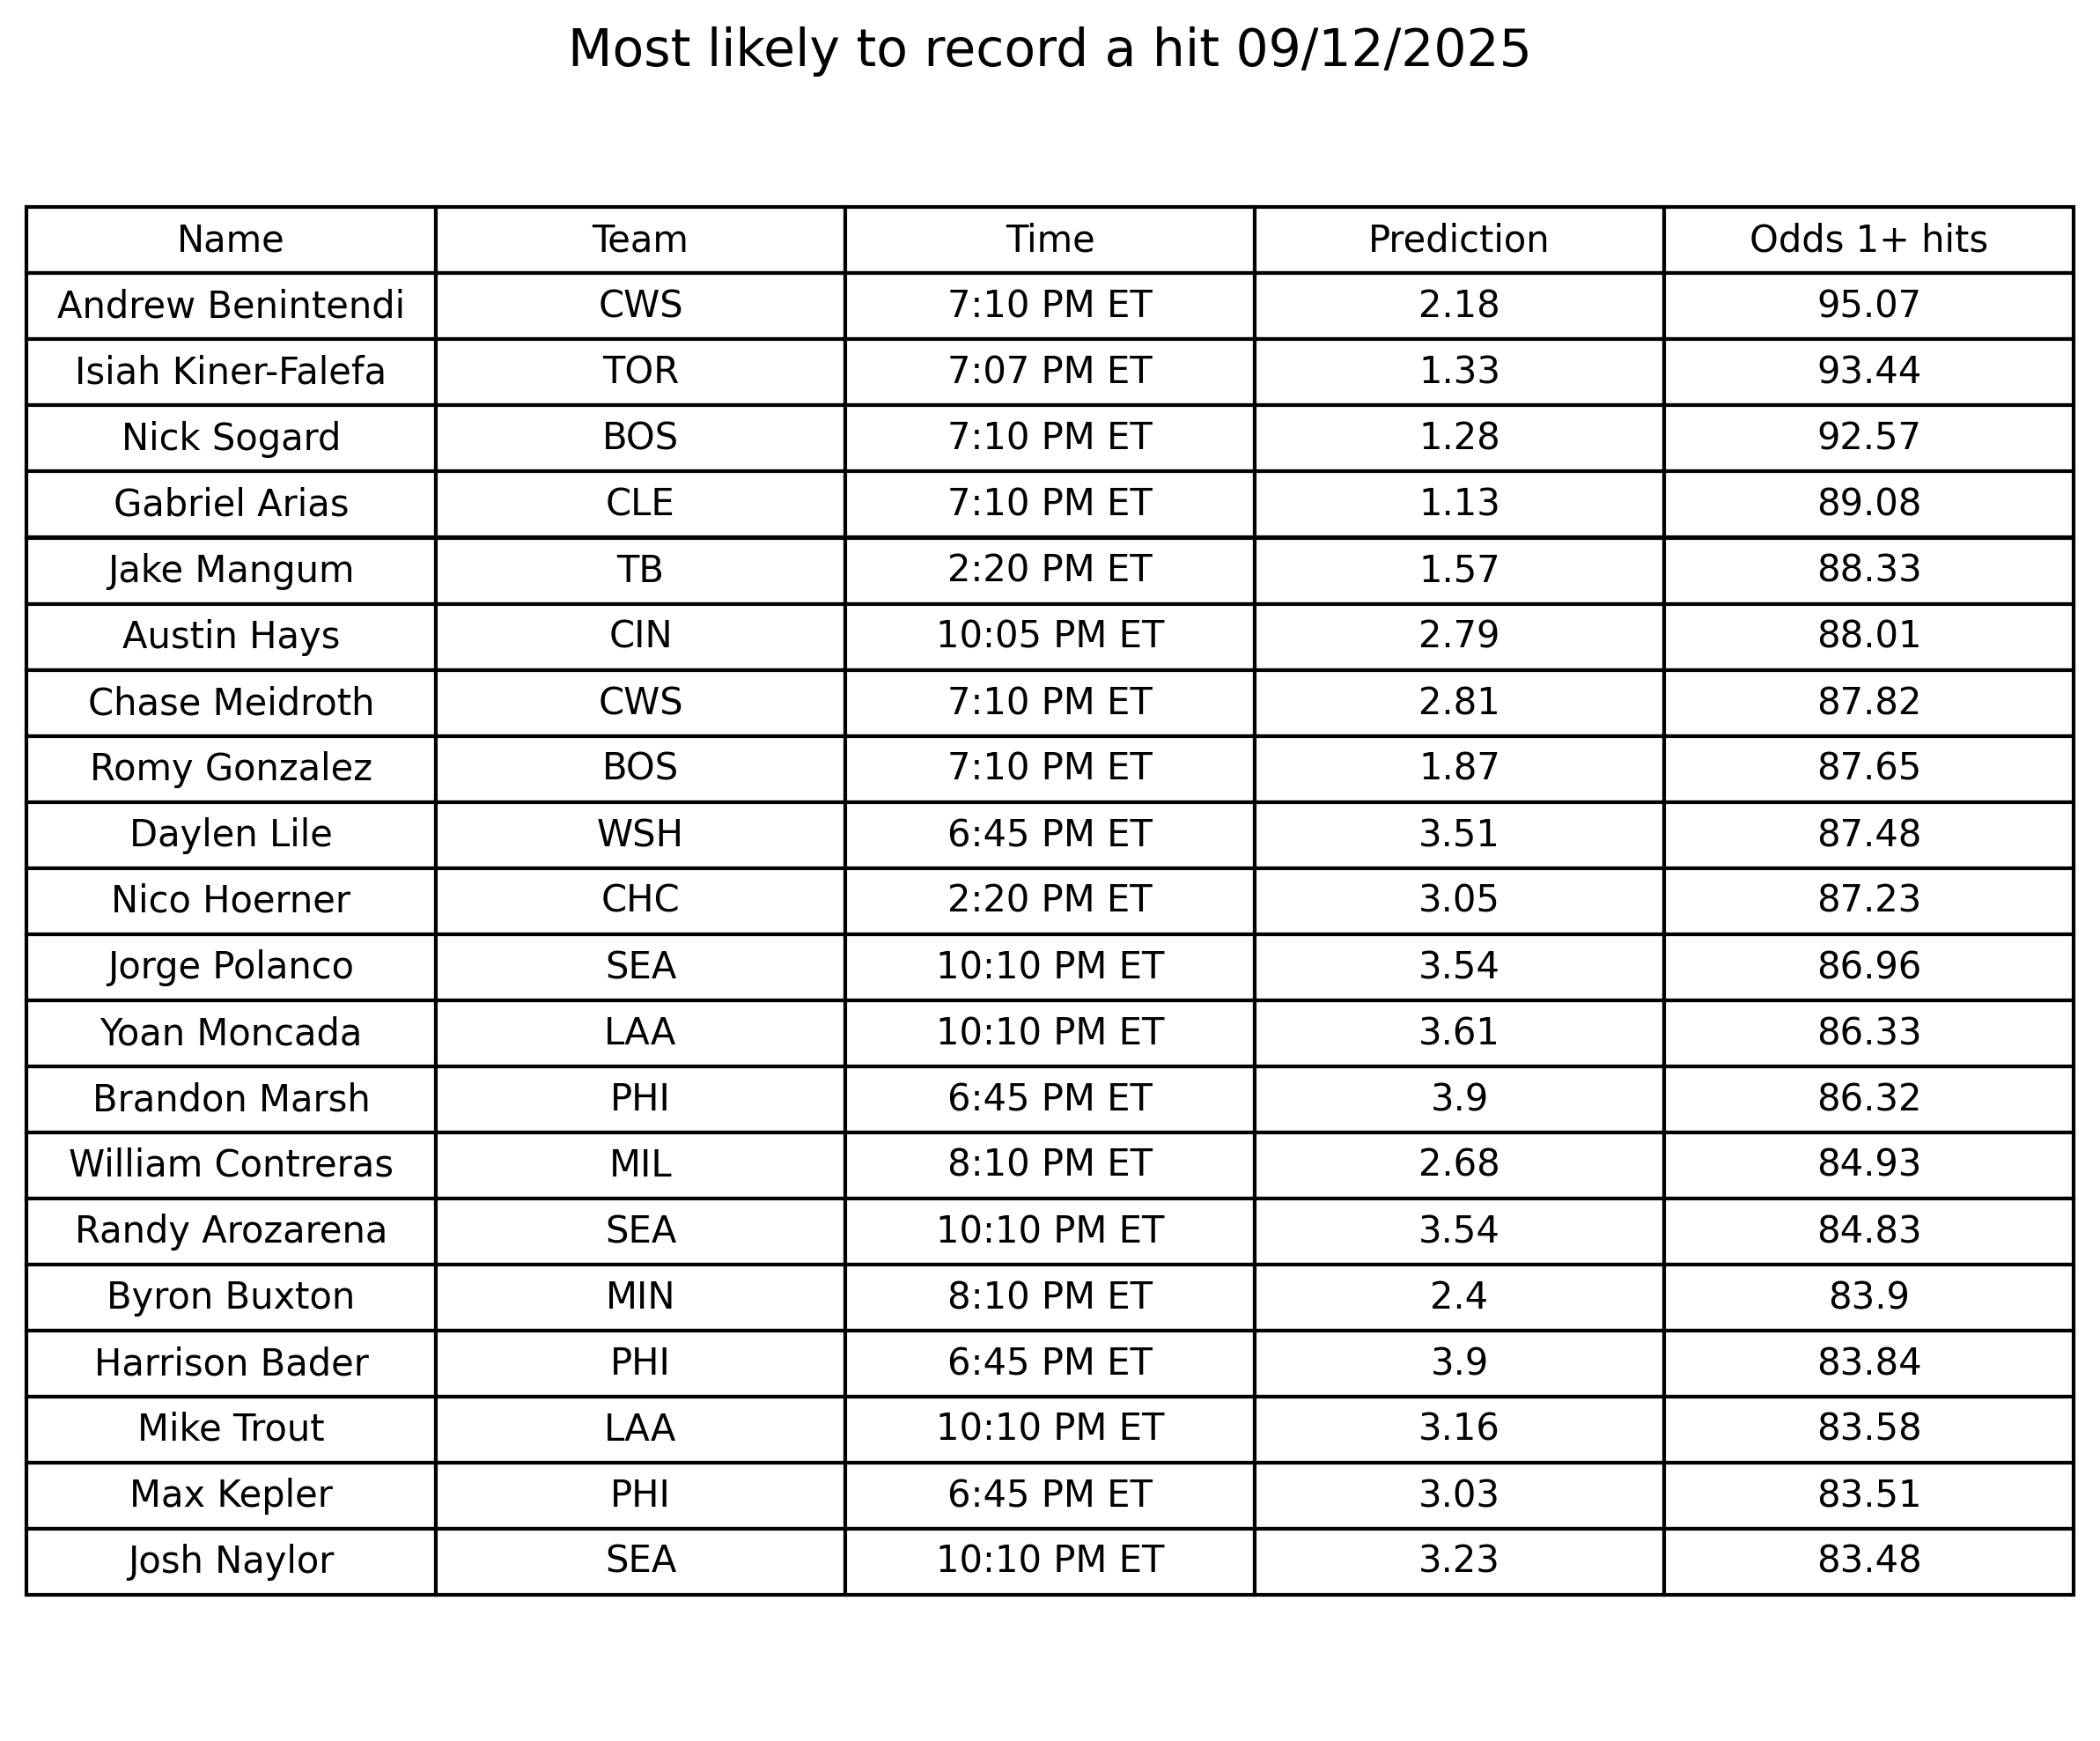 Most likely to record a hit 09/12/2025
Name Team Time Prediction Odds 1+ hits
Andrew Benintendi CWS 7:10 PM ET 2.18 95.07
Isiah Kiner-Falefa TOR 7:07 PM ET 1.33 93.44
Nick Sogard BOS 7:10 PM ET 1.28 92.57
Gabriel Arias CLE 7:10 PM ET 1.13 89.08
Jake Mangum TB 2:20 PM ET 1.57 88.33
Austin Hays CIN 10:05 PM ET 2.79 88.01
Chase Meidroth CWS 7:10 PM ET 2.81 87.82
Romy Gonzalez BOS 7:10 PM ET 1.87 87.65
Daylen Lile WSH 6:45 PM ET 3.51 87.48
Nico Hoerner CHC 2:20 PM ET 3.05 87.23
Jorge Polanco SEA 10:10 PM ET 3.54 86.96
Yoan Moncada LAA 10:10 PM ET 3.61 86.33
Brandon Marsh PHI 6:45 PM ET 3.9 86.32
William Contreras MIL 8:10 PM ET 2.68 84.93
Randy Arozarena SEA 10:10 PM ET 3.54 84.83
Byron Buxton MIN 8:10 PM ET 2.4 83.9
Harrison Bader PHI 6:45 PM ET 3.9 83.84
Mike Trout LAA 10:10 PM ET 3.16 83.58
Max Kepler PHI 6:45 PM ET 3.03 83.51
Josh Naylor SEA 10:10 PM ET 3.23 83.48